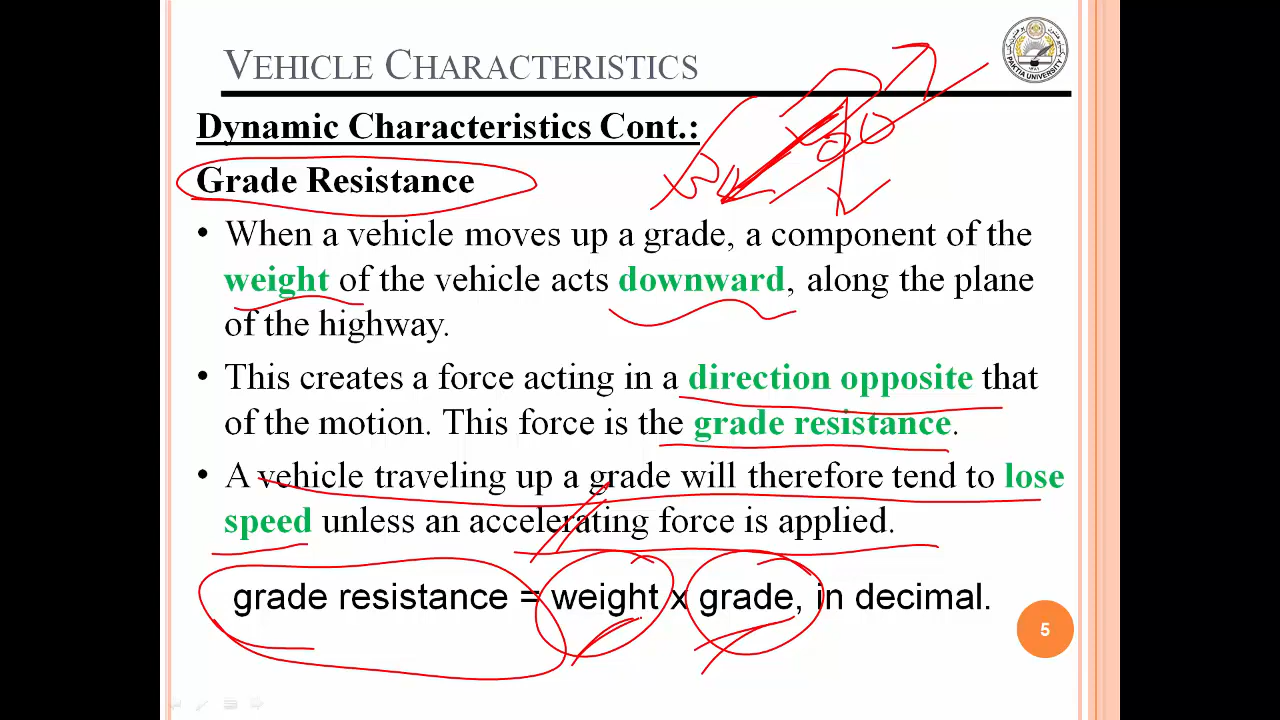 VEHICLE CHARACTERISTICS
PAKTIA UNIVERSITY
Dynamic Characteristics Cont.:
Grade Resistance
• When a vehicle moves up a grade, a component of the
weight of the vehicle acts downward, along the plane
of the highway.
• This creates a force acting in a direction opposite that
of the motion. This force is the grade resistance.
• A vehicle traveling up a grade will therefore tend to lose
speed unless an accelerating force is applied.
grade resistance = weight x grade, in decimal.
5